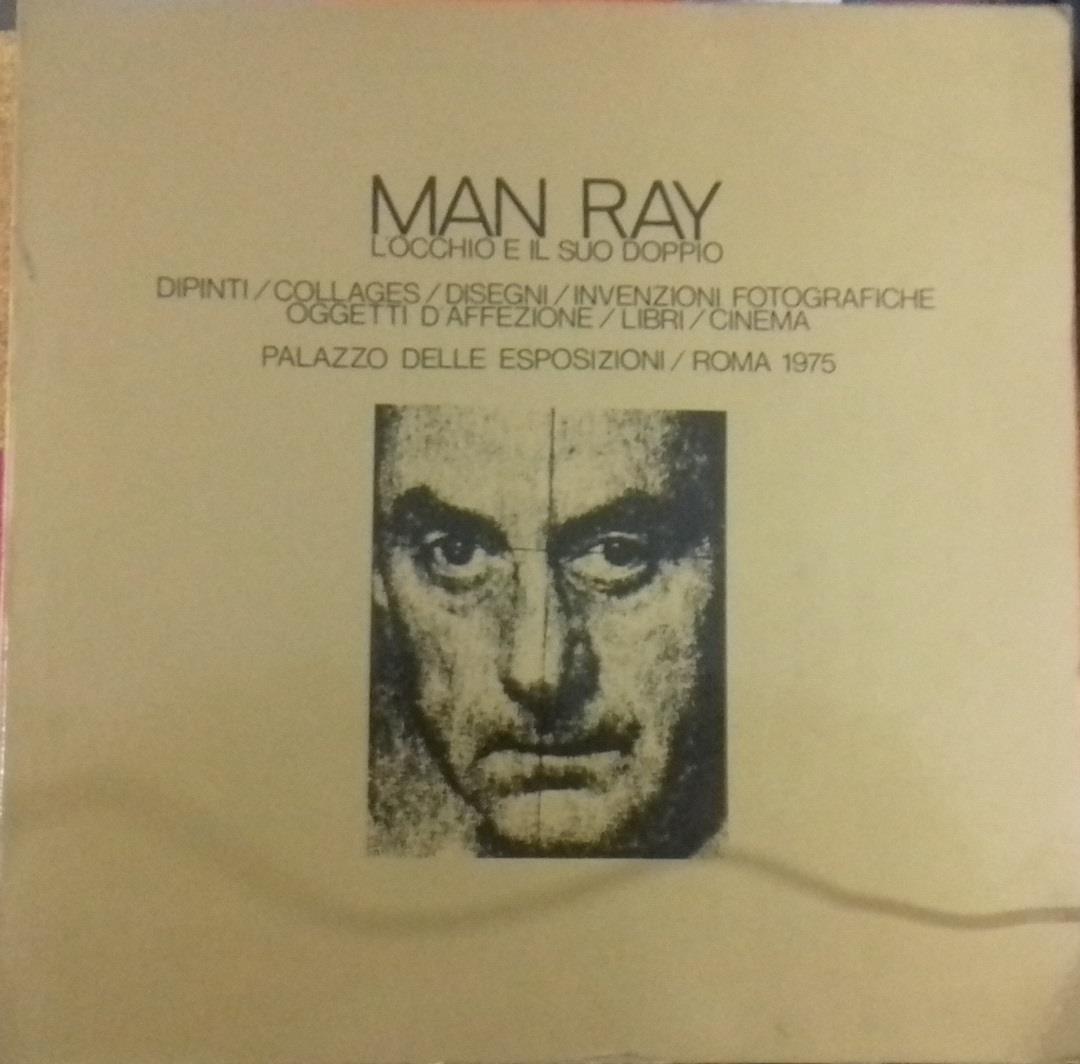 MAN RAY
L'OCCHIO E IL SUO DOPPIO
DIPINTI / COLLAGES / DISEGNI / INVENZIONI FOTOGRAFICHE
OGGETTI D'AFFEZIONE / LIBRI / CINEMA
PALAZZO DELLE ESPOSIZIONI / ROMA 1975